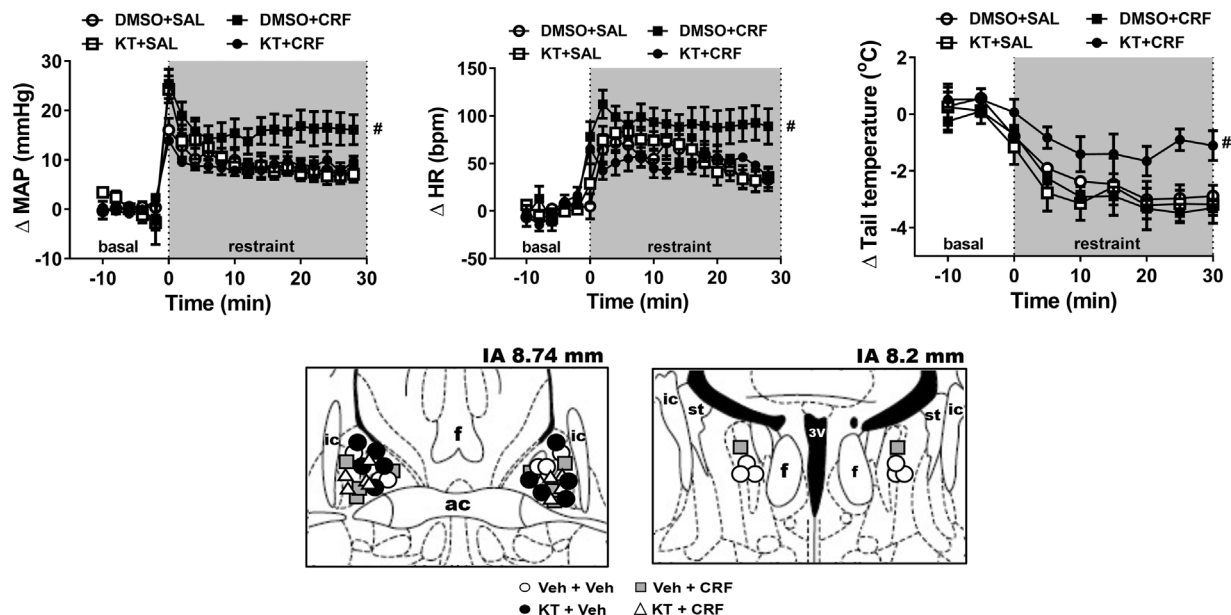 DMSO+SAL DMSO+CRF
KT+SAL KT+CRF
Δ MAP (mmHg)
30
20
10
0
-10
basal restraint
#
-10 0 10 20 30
Time (min)
DMSO+SAL DMSO+CRF
KT+SAL KT+CRF
Δ HR (bpm)
150
100
50
0
-50
basal restraint
#
-10 0 10 20 30
Time (min)
DMSO+SAL DMSO+CRF
KT+SAL KT+CRF
Δ Tail temperature (°C)
2
0
-2
-4
basal restraint
#
-10 0 10 20 30
Time (min)
IA 8.74 mm
ic f ic
ac
IA 8.2 mm
ic st 3V st ic
f f
Veh + Veh Veh + CRF
KT + Veh KT + CRF